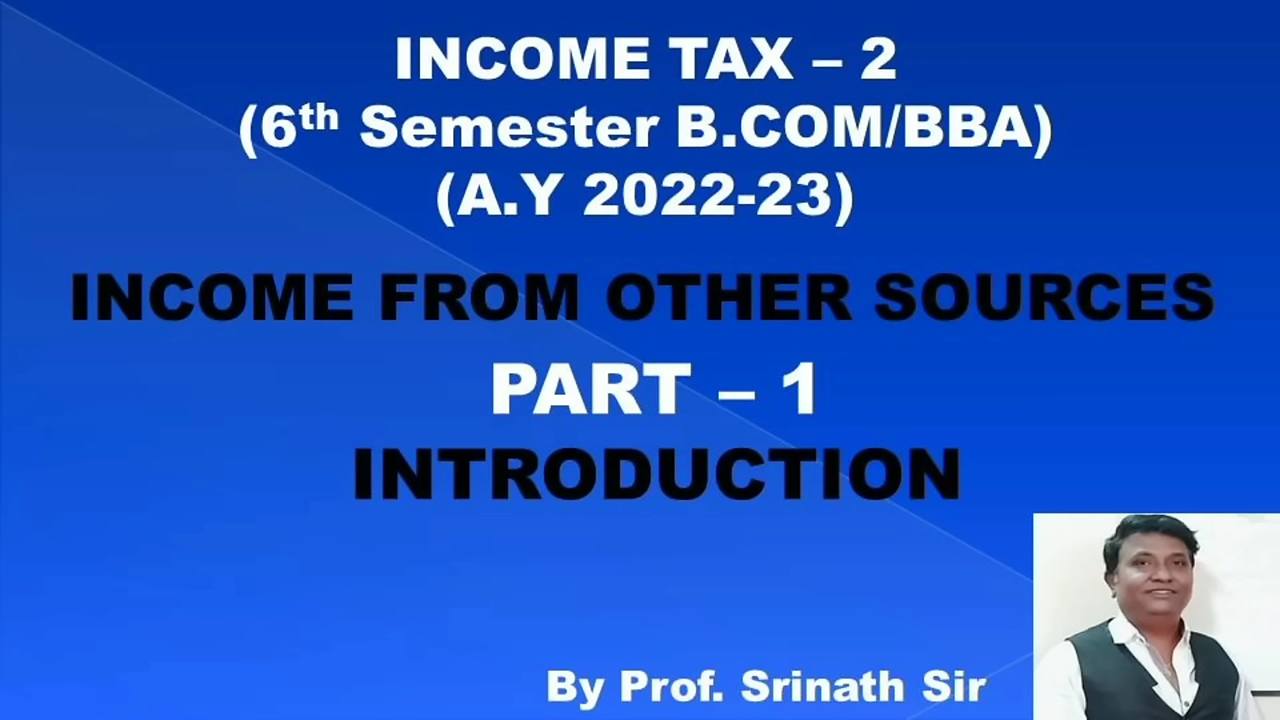 INCOME TAX – 2
(6th Semester B.COM/BBA)
(A.Y 2022-23)
INCOME FROM OTHER SOURCES
PART – 1
INTRODUCTION
By Prof. Srinath Sir